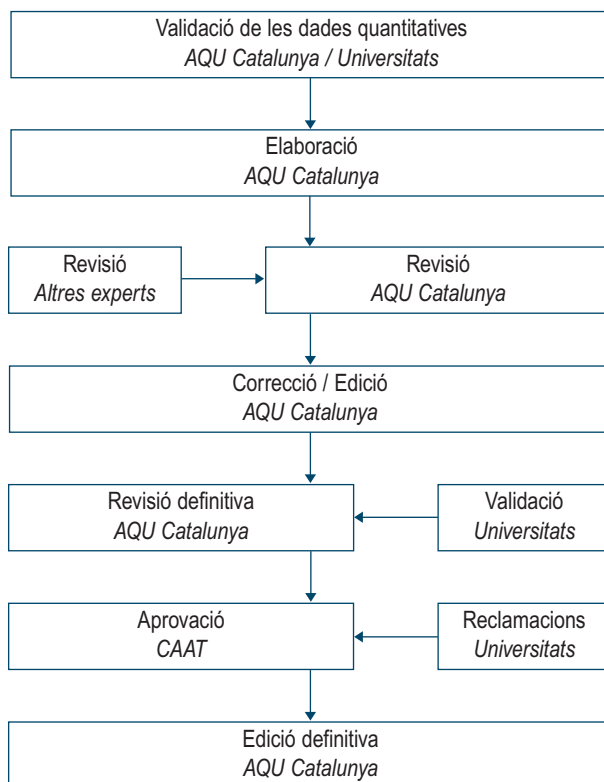 Validació de les dades quantitatives
AQU Catalunya / Universitats
Elaboració
AQU Catalunya
Revisió
Altres experts
Revisió
AQU Catalunya
Correcció / Edició
AQU Catalunya
Revisió definitiva
AQU Catalunya
Validació
Universitats
Aprovació
CAAT
Reclamacions
Universitats
Edició definitiva
AQU Catalunya